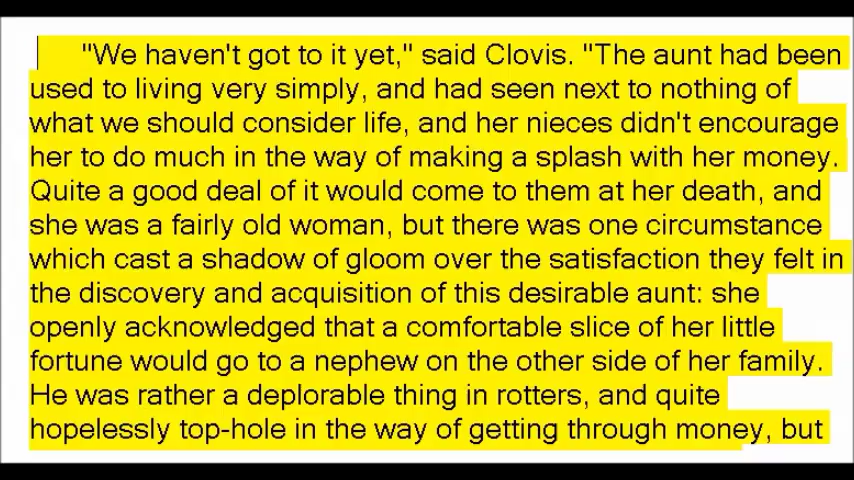 "We haven't got to it yet," said Clovis. "The aunt had been
used to living very simply, and had seen next to nothing of
what we should consider life, and her nieces didn't encourage
her to do much in the way of making a splash with her money.
Quite a good deal of it would come to them at her death, and
she was a fairly old woman, but there was one circumstance
which cast a shadow of gloom over the satisfaction they felt in
the discovery and acquisition of this desirable aunt: she
openly acknowledged that a comfortable slice of her little
fortune would go to a nephew on the other side of her family.
He was rather a deplorable thing in rotters, and quite
hopelessly top-hole in the way of getting through money, but